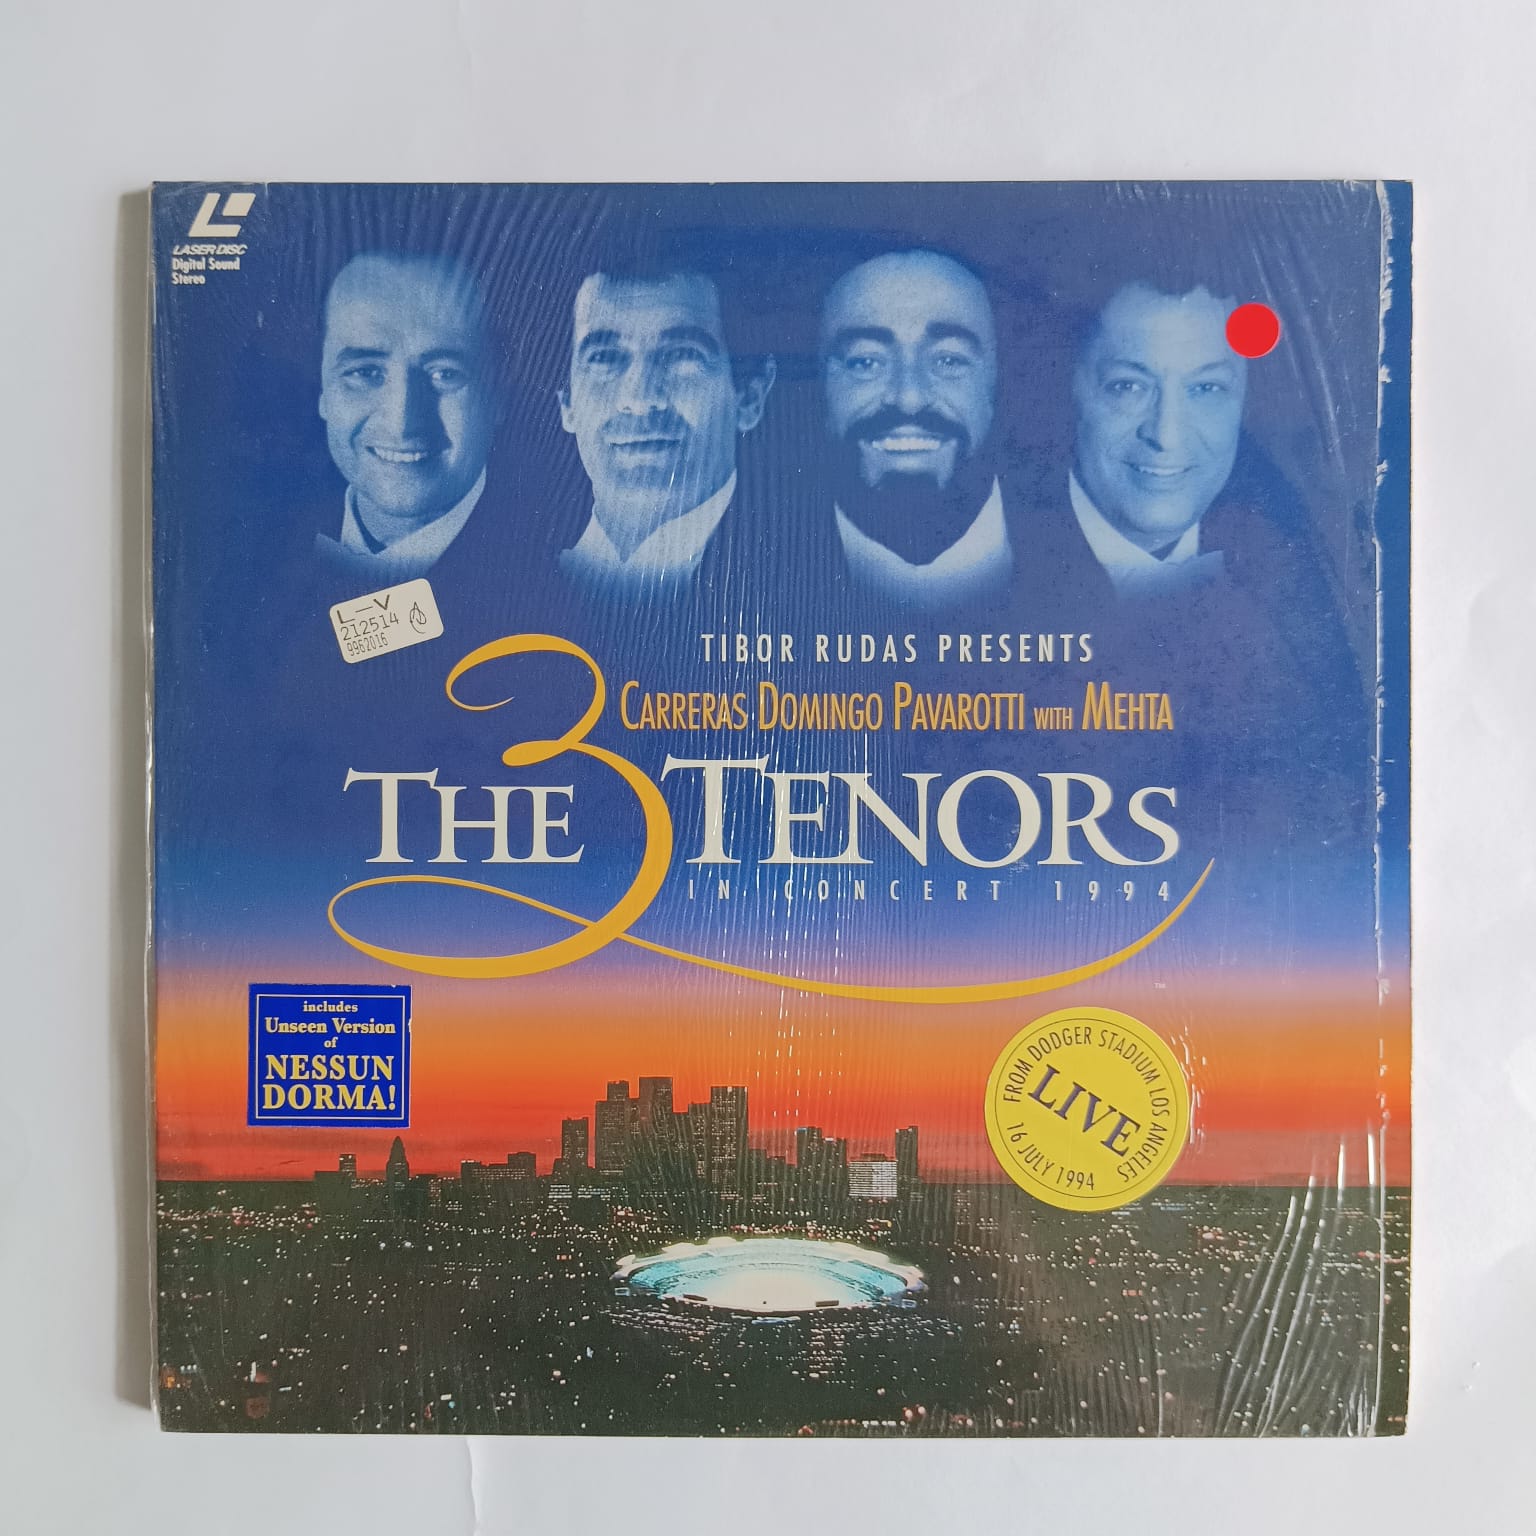 LASER DISC
Digital Sound
Stereo
L—V
212514
9962016
TIBOR RUDAS PRESENTS
CARRERAS DOMINGO PAVAROTTI WITH MEHTA
THE 3 TENORS
IN CONCERT 1994
TM
includes
Unseen Version
of
NESSUN
DORMA!
FROM DODGER STADIUM LOS ANGELES
LIVE
16 JULY 1994